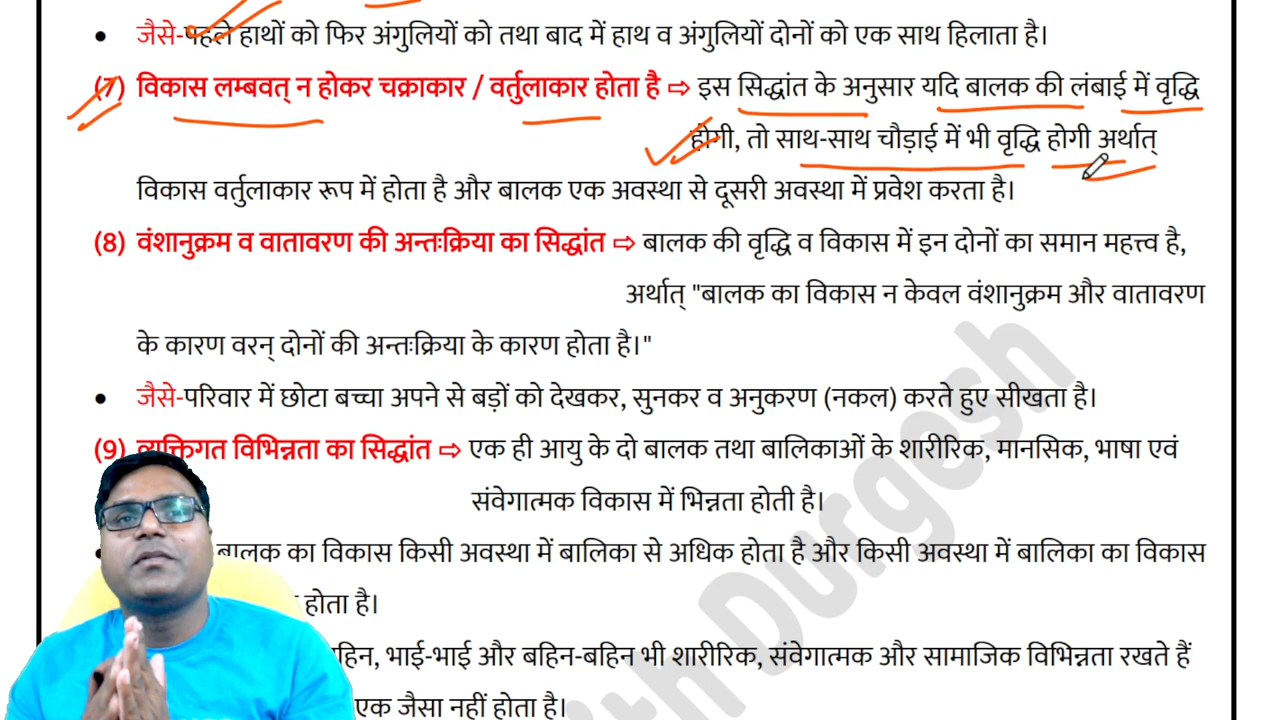 • जैसे-पहले हाथों को फिर अंगुलियों को तथा बाद में हाथ व अंगुलियों दोनों को एक साथ हिलाता है।
(7) विकास लम्बवत् न होकर चक्राकार / वर्तुलाकार होता है ⇨ इस सिद्धांत के अनुसार यदि बालक की लंबाई में वृद्धि
होगी, तो साथ-साथ चौड़ाई में भी वृद्धि होगी अर्थात्
विकास वर्तुलाकार रूप में होता है और बालक एक अवस्था से दूसरी अवस्था में प्रवेश करता है।
(8) वंशानुक्रम व वातावरण की अन्तःक्रिया का सिद्धांत ⇨ बालक की वृद्धि व विकास में इन दोनों का समान महत्त्व है,
अर्थात् "बालक का विकास न केवल वंशानुक्रम और वातावरण
के कारण वरन् दोनों की अन्तःक्रिया के कारण होता है।"
• जैसे-परिवार में छोटा बच्चा अपने से बड़ों को देखकर, सुनकर व अनुकरण (नकल) करते हुए सीखता है।
(9) व्यक्तिगत विभिन्नता का सिद्धांत ⇨ एक ही आयु के दो बालक तथा बालिकाओं के शारीरिक, मानसिक, भाषा एवं
संवेगात्मक विकास में भिन्नता होती है।
बालक का विकास किसी अवस्था में बालिका से अधिक होता है और किसी अवस्था में बालिका का विकास
होता है।
भाई-भाई और बहिन-बहिन भी शारीरिक, संवेगात्मक और सामाजिक विभिन्नता रखते हैं
एक जैसा नहीं होता है।
ith Durgesh